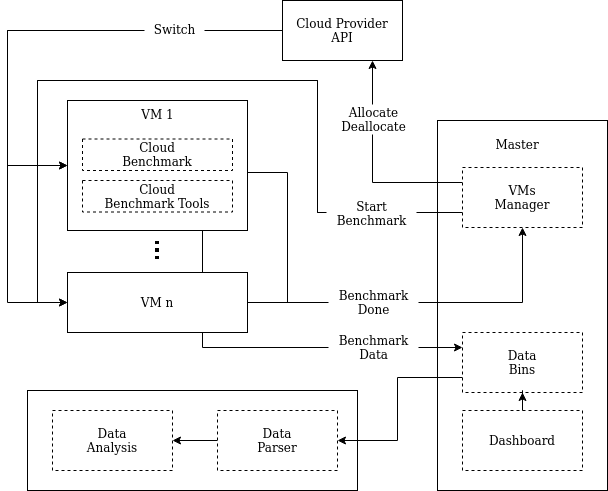 Cloud Provider
API
Switch
VM 1
Cloud
Benchmark
Cloud
Benchmark Tools
Allocate
Deallocate
Master
VMs
Manager
Start
Benchmark
VM n
Benchmark
Done
Benchmark
Data
Data
Bins
Data
Analysis
Data
Parser
Dashboard